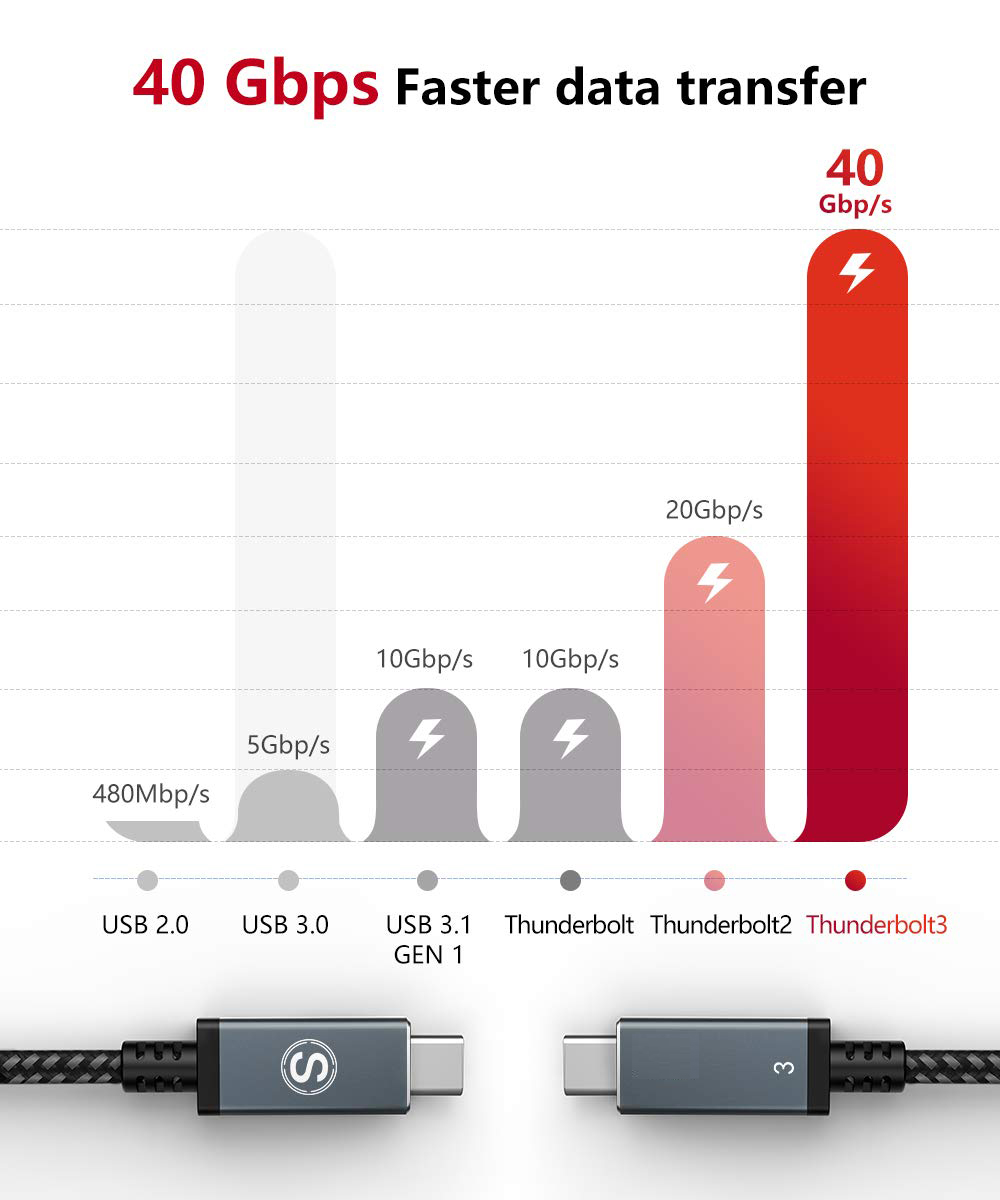 40 Gbps Faster data transfer
40
Gbp/s
20Gbp/s
10Gbp/s 10Gbp/s
5Gbp/s
480Mbp/s
USB 2.0 USB 3.0 USB 3.1 Thunderbolt Thunderbolt2 Thunderbolt3
GEN 1
S
3